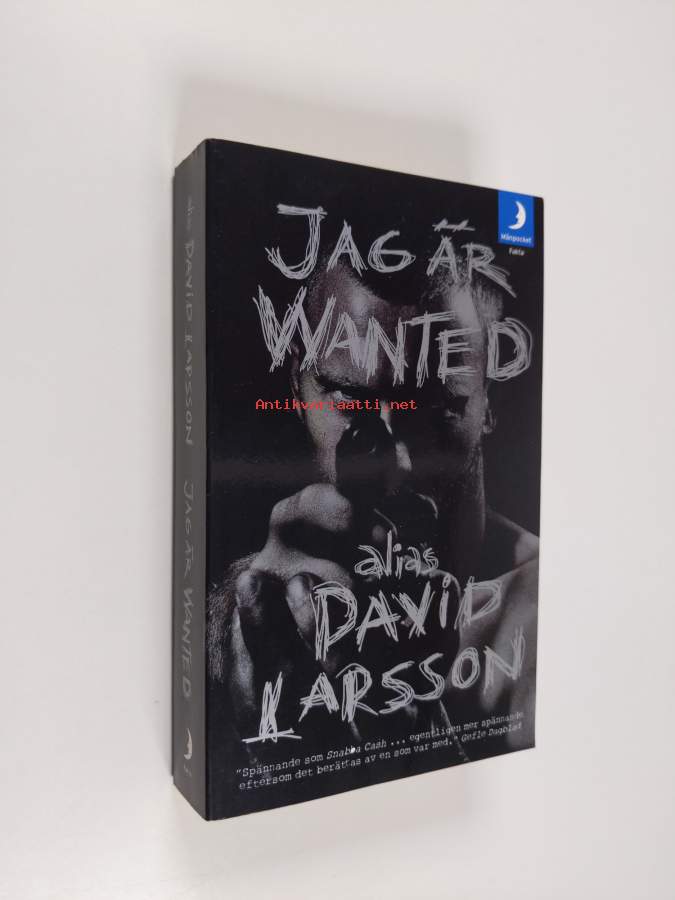 alias DAVID LARSSON JAG ÄR WANTED
JAG ÄR
WANTED
Månpocket
Fakta
Antikvariaatti.net
alias
DAVID
LARSSON
"Spännande som Snabba Cash ... egentligen mer spännande
eftersom det berättas av en som var med." Gefle Dagblad